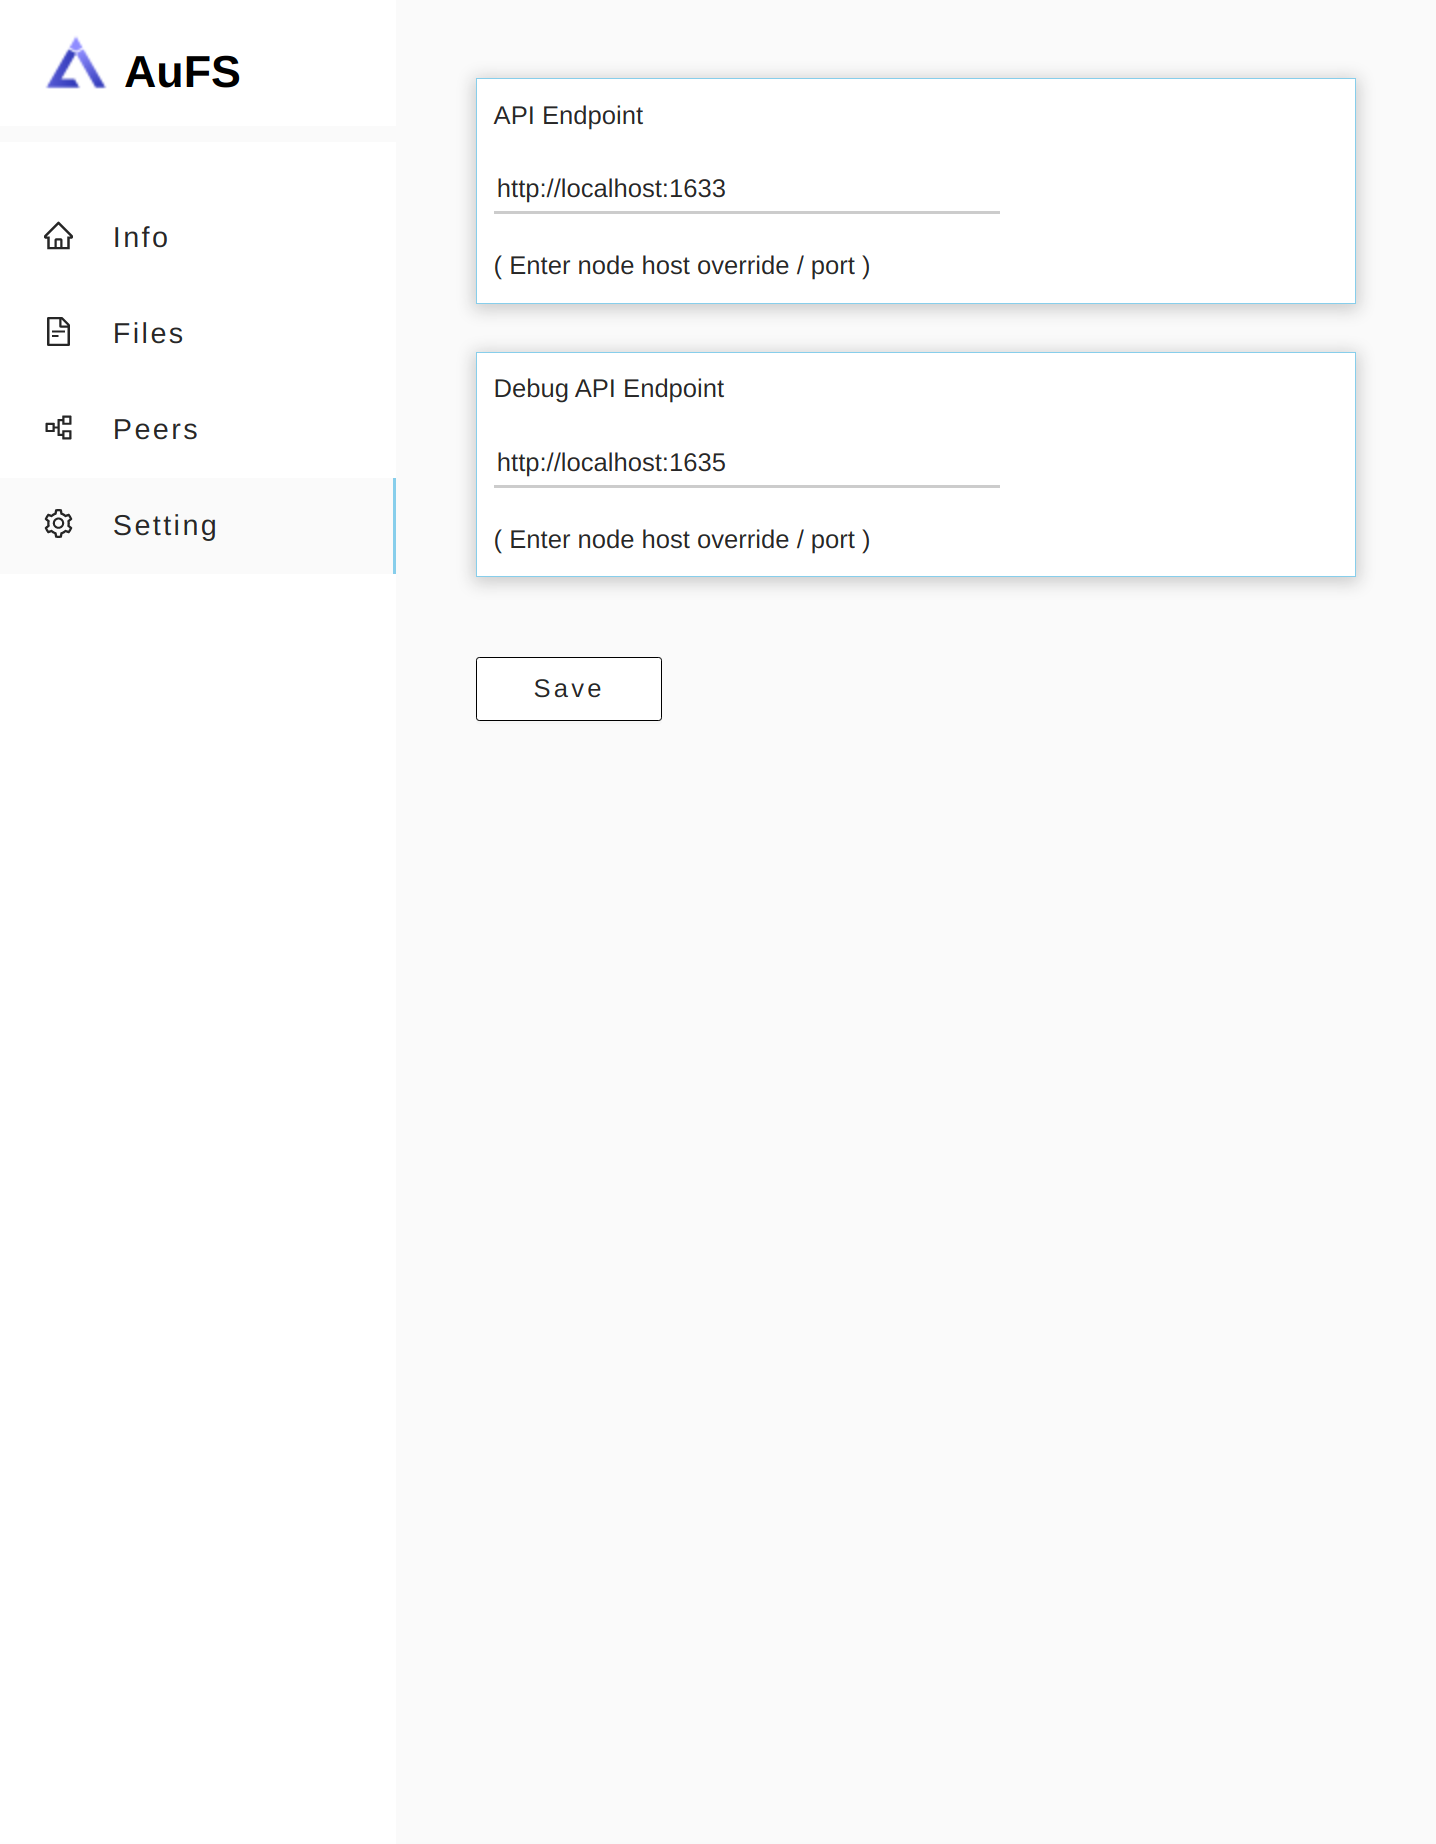 AuFS
Info
Files
Peers
Setting
API Endpoint
http://localhost:1633
( Enter node host override / port )
Debug API Endpoint
http://localhost:1635
( Enter node host override / port )
Save